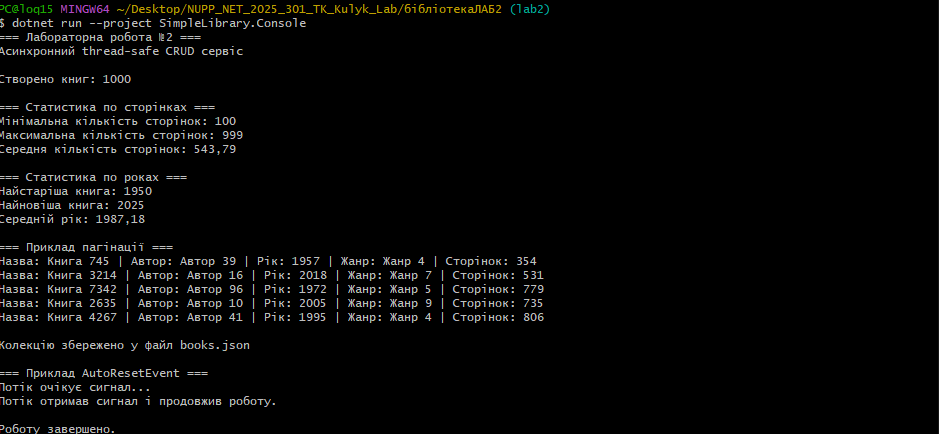 PC@loq15 MINGW64 ~/Desktop/NUPP_NET_2025_301_TK_Kulyk_Lab/бібліотекаЛАБ2 (lab2)
$ dotnet run --project SimpleLibrary.Console
=== Лабораторна робота №2 ===
Асинхронний thread-safe CRUD сервіс
Створено книг: 1000
=== Статистика по сторінках ===
Мінімальна кількість сторінок: 100
Максимальна кількість сторінок: 999
Середня кількість сторінок: 543,79
=== Статистика по роках ===
Найстаріша книга: 1950
Найновіша книга: 2025
Середній рік: 1987,18
=== Приклад пагінації ===
Назва: Книга 745 | Автор: Автор 39 | Рік: 1957 | Жанр: Жанр 4 | Сторінок: 354
Назва: Книга 3214 | Автор: Автор 16 | Рік: 2018 | Жанр: Жанр 7 | Сторінок: 531
Назва: Книга 7342 | Автор: Автор 96 | Рік: 1972 | Жанр: Жанр 5 | Сторінок: 779
Назва: Книга 2635 | Автор: Автор 10 | Рік: 2005 | Жанр: Жанр 9 | Сторінок: 735
Назва: Книга 4267 | Автор: Автор 41 | Рік: 1995 | Жанр: Жанр 4 | Сторінок: 806
Колекцію збережено у файл books.json
=== Приклад AutoResetEvent ===
Потік очікує сигнал...
Потік отримав сигнал і продовжив роботу.
Роботу завершено.